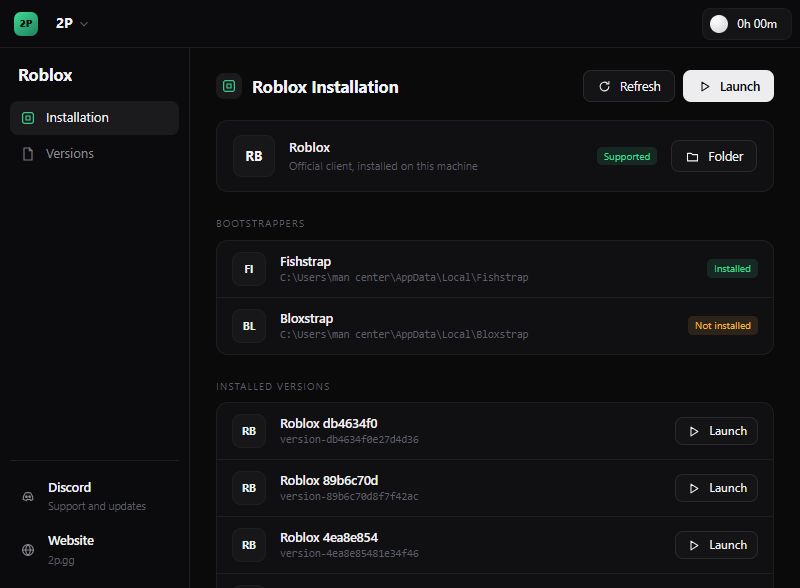 2P
2P
0h 00m
Roblox
Installation
Versions
Roblox Installation
Refresh
Launch
RB
Roblox
Official client, installed on this machine
Supported
Folder
BOOTSTRAPPERS
FI
Fishstrap
C:\Users\man center\AppData\Local\Fishstrap
Installed
BL
Bloxstrap
C:\Users\man center\AppData\Local\Bloxstrap
Not installed
INSTALLED VERSIONS
RB
Roblox db4634f0
version-db4634f0e27d4d36
Launch
RB
Roblox 89b6c70d
version-89b6c70d8f7f42ac
Launch
RB
Roblox 4ea8e854
version-4ea8e85481e34f46
Launch
Discord
Support and updates
Website
2p.gg